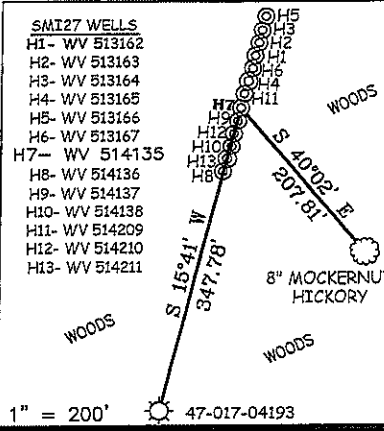 SMI27 WELLS
H1- WV 513162
H2- WV 513163
H3- WV 513164
H4- WV 513165
H5- WV 513166
H6- WV 513167
H7- WV 514135
H8- WV 514136
H9- WV 514137
H10- WV 514138
H11- WV 514209
H12- WV 514210
H13- WV 514211
H5
H3
H2
H1
H6
H4
H11
H7
H9
H12
H10
H13
H8
WOODS
S 40°02' E
207.81'
8" MOCKERNUT
HICKORY
S 15°41' W
347.78'
WOODS
WOODS
1" = 200'
47-017-04193